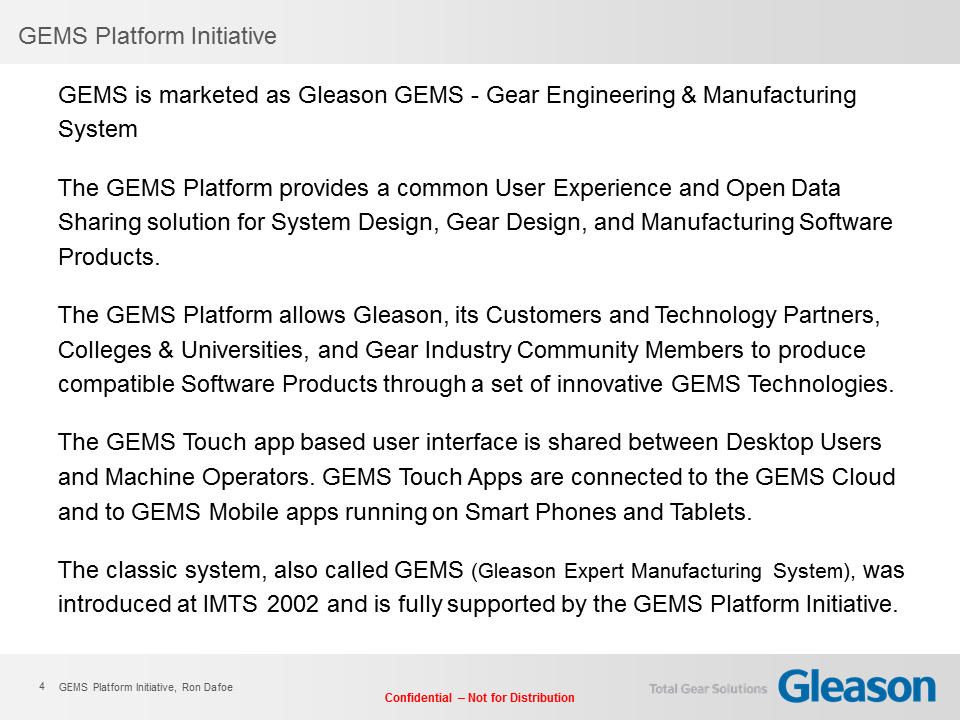 GEMS Platform Initiative
GEMS is marketed as Gleason GEMS - Gear Engineering & Manufacturing
System
The GEMS Platform provides a common User Experience and Open Data
Sharing solution for System Design, Gear Design, and Manufacturing Software
Products.
The GEMS Platform allows Gleason, its Customers and Technology Partners,
Colleges & Universities, and Gear Industry Community Members to produce
compatible Software Products through a set of innovative GEMS Technologies.
The GEMS Touch app based user interface is shared between Desktop Users
and Machine Operators. GEMS Touch Apps are connected to the GEMS Cloud
and to GEMS Mobile apps running on Smart Phones and Tablets.
The classic system, also called GEMS (Gleason Expert Manufacturing System), was
introduced at IMTS 2002 and is fully supported by the GEMS Platform Initiative.
4 GEMS Platform Initiative, Ron Dafoe
Confidential – Not for Distribution
Total Gear Solutions Gleason